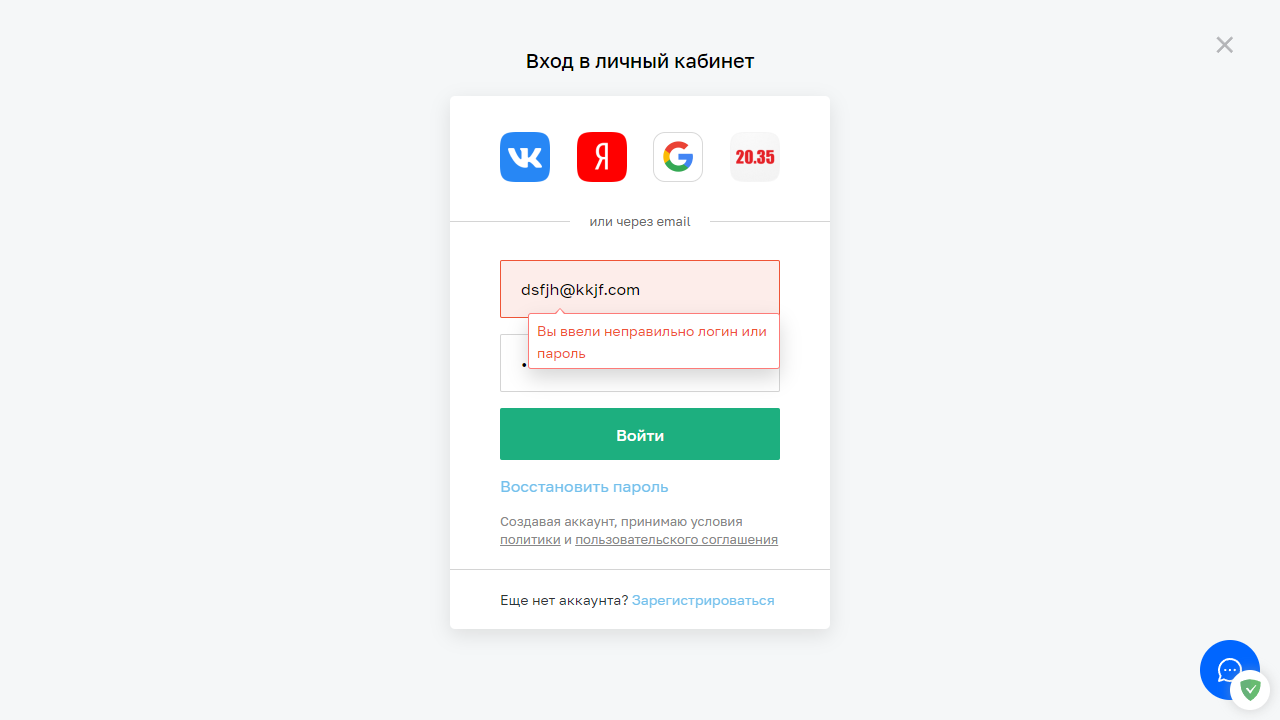 Вход в личный кабинет
Я
G
20.35
или через email
dsfjh@kkjf.com
Вы ввели неправильно логин или
пароль
Войти
Восстановить пароль
Создавая аккаунт, принимаю условия
политики и пользовательского соглашения
Еще нет аккаунта? Зарегистрироваться